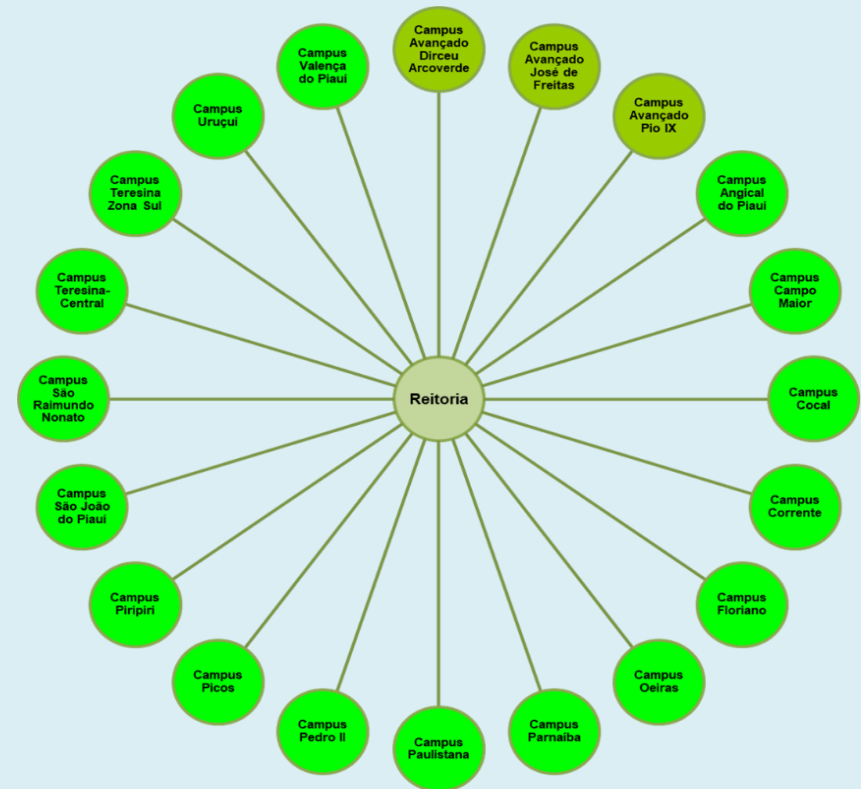 Campus
Avançado
Dirceu
Arcoverde
Campus
Avançado
José de
Freitas
Campus
Avançado
Pio IX
Campus
Angical
do Piauí
Campus
Campo
Maior
Campus
Cocal
Campus
Corrente
Campus
Floriano
Campus
Oeiras
Campus
Parnaíba
Campus
Paulistana
Campus
Pedro II
Campus
Picos
Campus
Piripiri
Campus
São João
do Piauí
Campus
São
Raimundo
Nonato
Campus
Teresina-
Central
Campus
Teresina
Zona Sul
Campus
Uruçuí
Campus
Valença
do Piauí
Reitoria